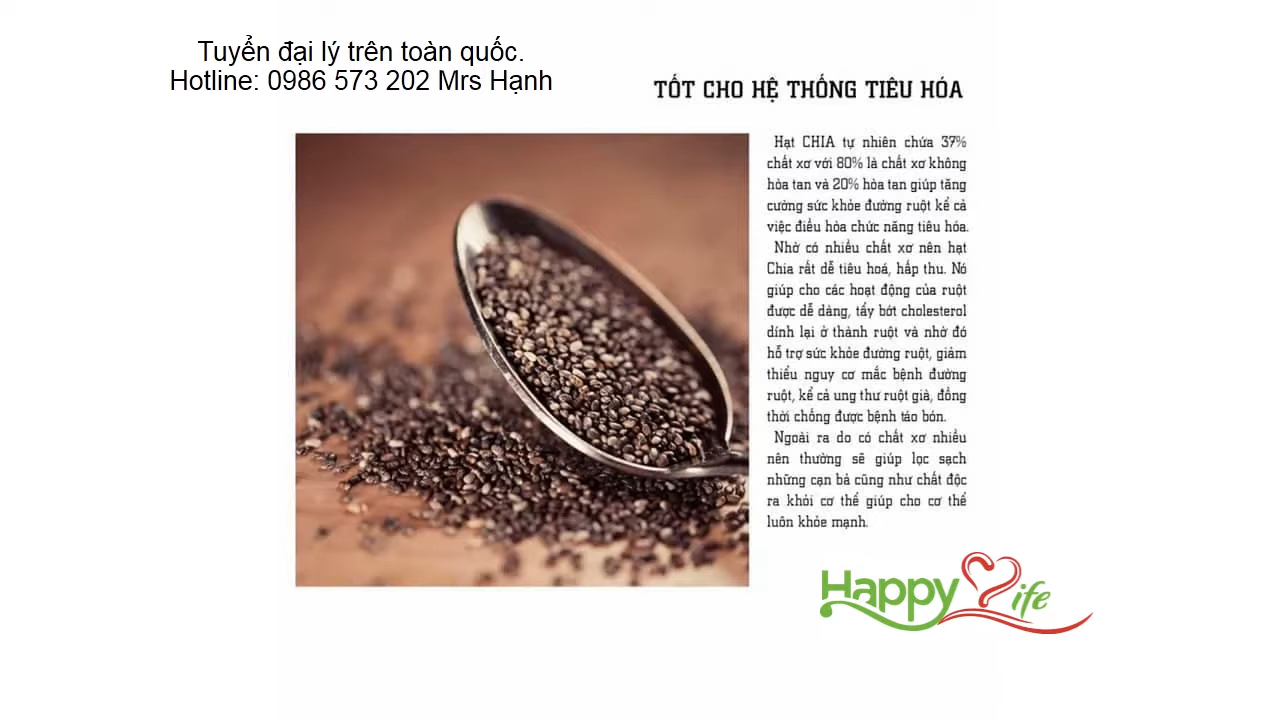 Tuyển đại lý trên toàn quốc.
Hotline: 0986 573 202 Mrs Hạnh
TỐT CHO HỆ THỐNG TIÊU HÓA
Hạt CHIA tự nhiên chứa 37%
chất xơ với 80% là chất xơ không
hòa tan và 20% hòa tan giúp tăng
cường sức khỏe đường ruột kể cả
việc điều hòa chức năng tiêu hóa.
Nhờ có nhiều chất xơ nên hạt
Chia rất dễ tiêu hoá, hấp thu. Nó
giúp cho các hoạt động của ruột
được dễ dàng, tẩy bớt cholesterol
dính lại ở thành ruột và nhờ đó
hỗ trợ sức khỏe đường ruột, giảm
thiểu nguy cơ mắc bệnh đường
ruột, kể cả ung thư ruột già, đồng
thời chống được bệnh táo bón.
Ngoài ra do có chất xơ nhiều
nên thường sẽ giúp lọc sạch
những cạn bả cũng như chất độc
ra khỏi cơ thể giúp cho cơ thể
luôn khỏe mạnh.
Happy Life